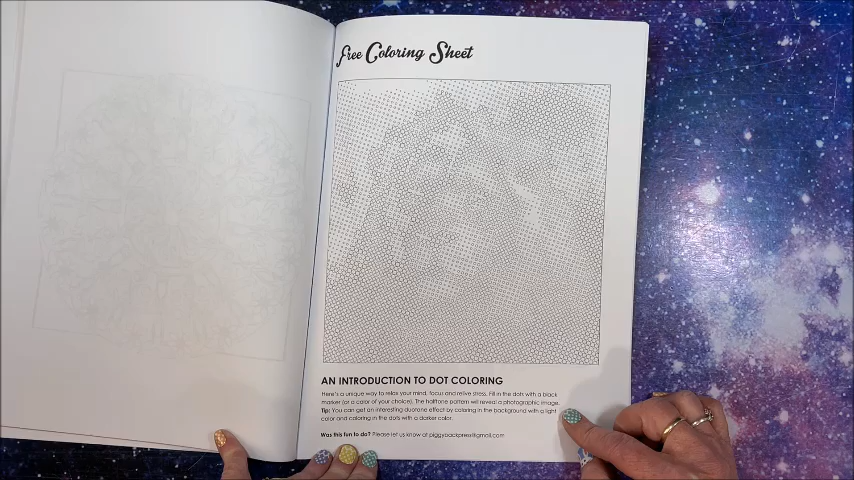 Free Coloring Sheet
AN INTRODUCTION TO DOT COLORING
Here's a unique way to relax your mind, focus and relive stress. Fill in the dots with a black
marker (or a color of your choice). The halftone pattern will reveal a photographic image.
Tip: You can get an interesting duotone effect by coloring in the background with a light
color and coloring in the dots with a darker color.
Was this fun to do? Please let us know at piggybackpress@gmail.com